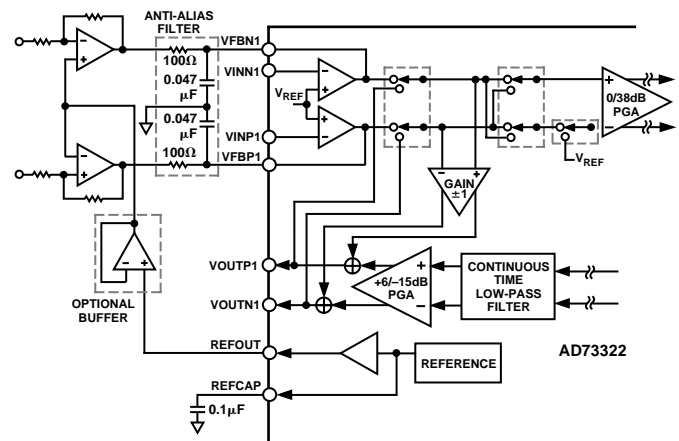 ANTI-ALIAS
FILTER
VFBN1
100Ω
VINN1
0.047
μF
VREF
0.047
μF
VINP1
100Ω
VFBP1
0/38dB
PGA
VREF
GAIN
±1
VOUTP1
+6/–15dB
PGA
CONTINUOUS
TIME
LOW-PASS
FILTER
VOUTN1
OPTIONAL
BUFFER
REFOUT
REFERENCE
AD73322
REFCAP
0.1μF